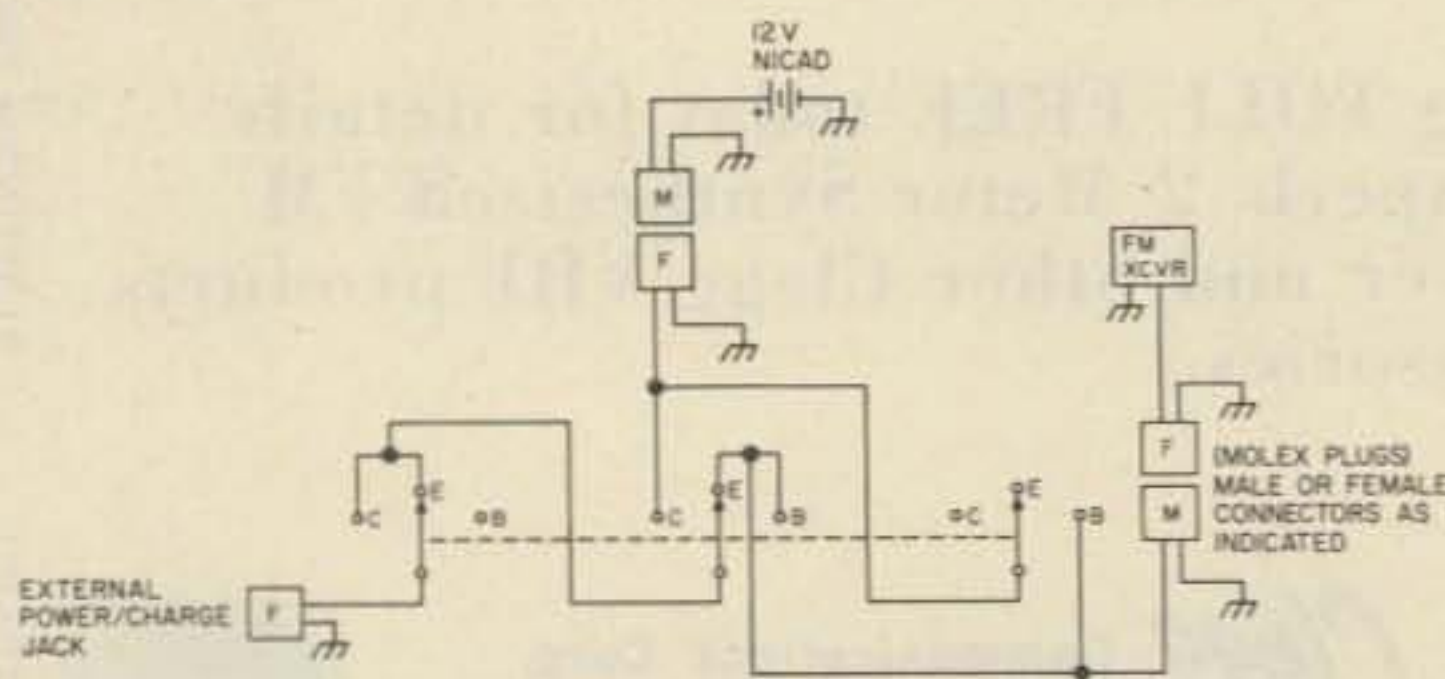 12 V
NICAD
+
M
F
FM
XCVR
F
M
(MOLEX PLUGS)
MALE OR FEMALE
CONNECTORS AS
INDICATED
C
E
B
C
E
B
C
E
B
EXTERNAL
POWER/CHARGE
JACK
F